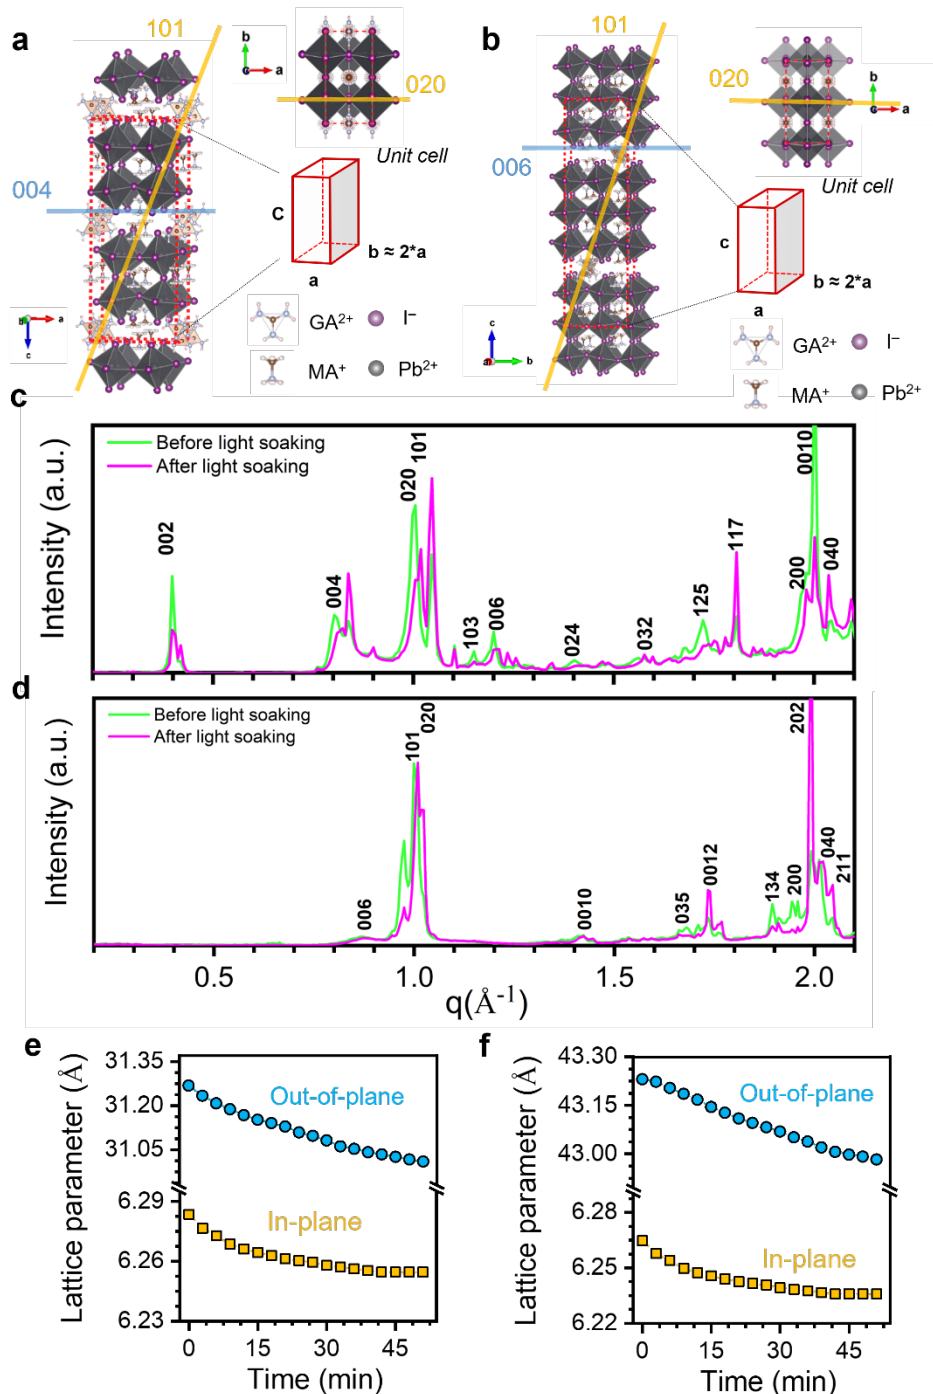 a
101
b
a
020
004
Unit cell
c
a
b ≈ 2*a
b
a
c
GA²⁺
I⁻
MA⁺
Pb²⁺
b
101
020
b
c
a
006
Unit cell
c
a
b ≈ 2*a
c
a
b
GA²⁺
I⁻
MA⁺
Pb²⁺
c
Intensity (a.u.)
Before light soaking
After light soaking
002
004
020
101
103
006
024
032
125
117
200
0010
040
d
Intensity (a.u.)
Before light soaking
After light soaking
006
101
020
0010
035
0012
134
200
202
040
211
0.5
1.0
1.5
2.0
q(Å⁻¹)
e
Lattice parameter (Å)
31.35
31.20
31.05
6.29
6.26
6.23
Out-of-plane
In-plane
0
15
30
45
Time (min)
f
Lattice parameter (Å)
43.30
43.15
43.00
6.28
6.25
6.22
Out-of-plane
In-plane
0
15
30
45
Time (min)